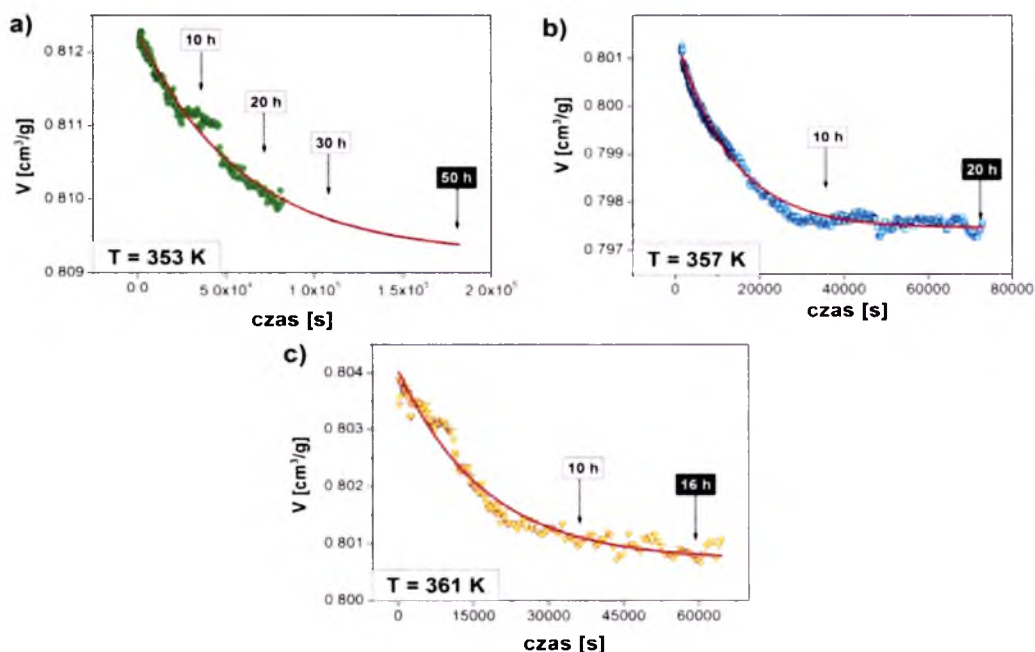 a)
0.812
0.811
0.810
0.809
V [cm³/g]
10 h
20 h
30 h
50 h
T = 353 K
0.0 5.0x10⁴ 1.0x10⁵ 1.5x10⁵ 2.0x10⁵
czas [s]
b)
0.801
0.800
0.799
0.798
0.797
V [cm³/g]
10 h
20 h
T = 357 K
0 20000 40000 60000 80000
czas [s]
c)
0.804
0.803
0.802
0.801
0.800
V [cm³/g]
10 h
16 h
T = 361 K
0 15000 30000 45000 60000
czas [s]